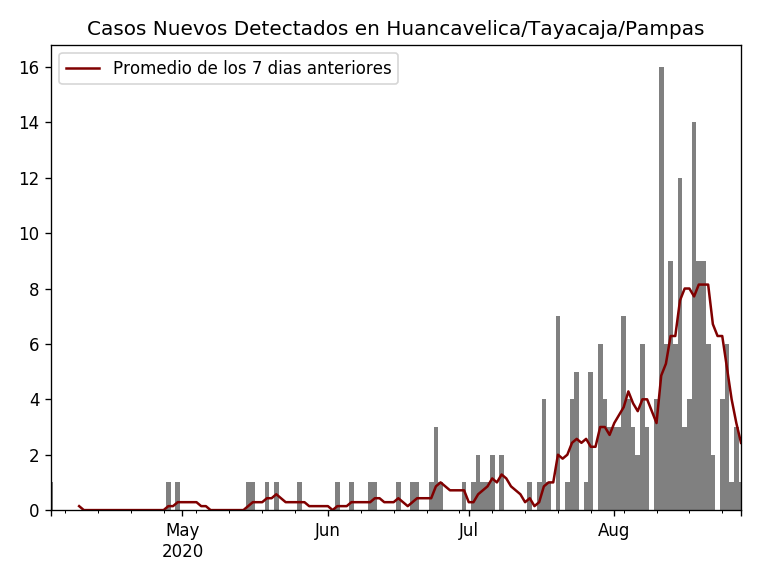 Casos Nuevos Detectados en Huancavelica/Tayacaja/Pampas
Promedio de los 7 dias anteriores
16
14
12
10
8
6
4
2
0
May
2020
Jun
Jul
Aug